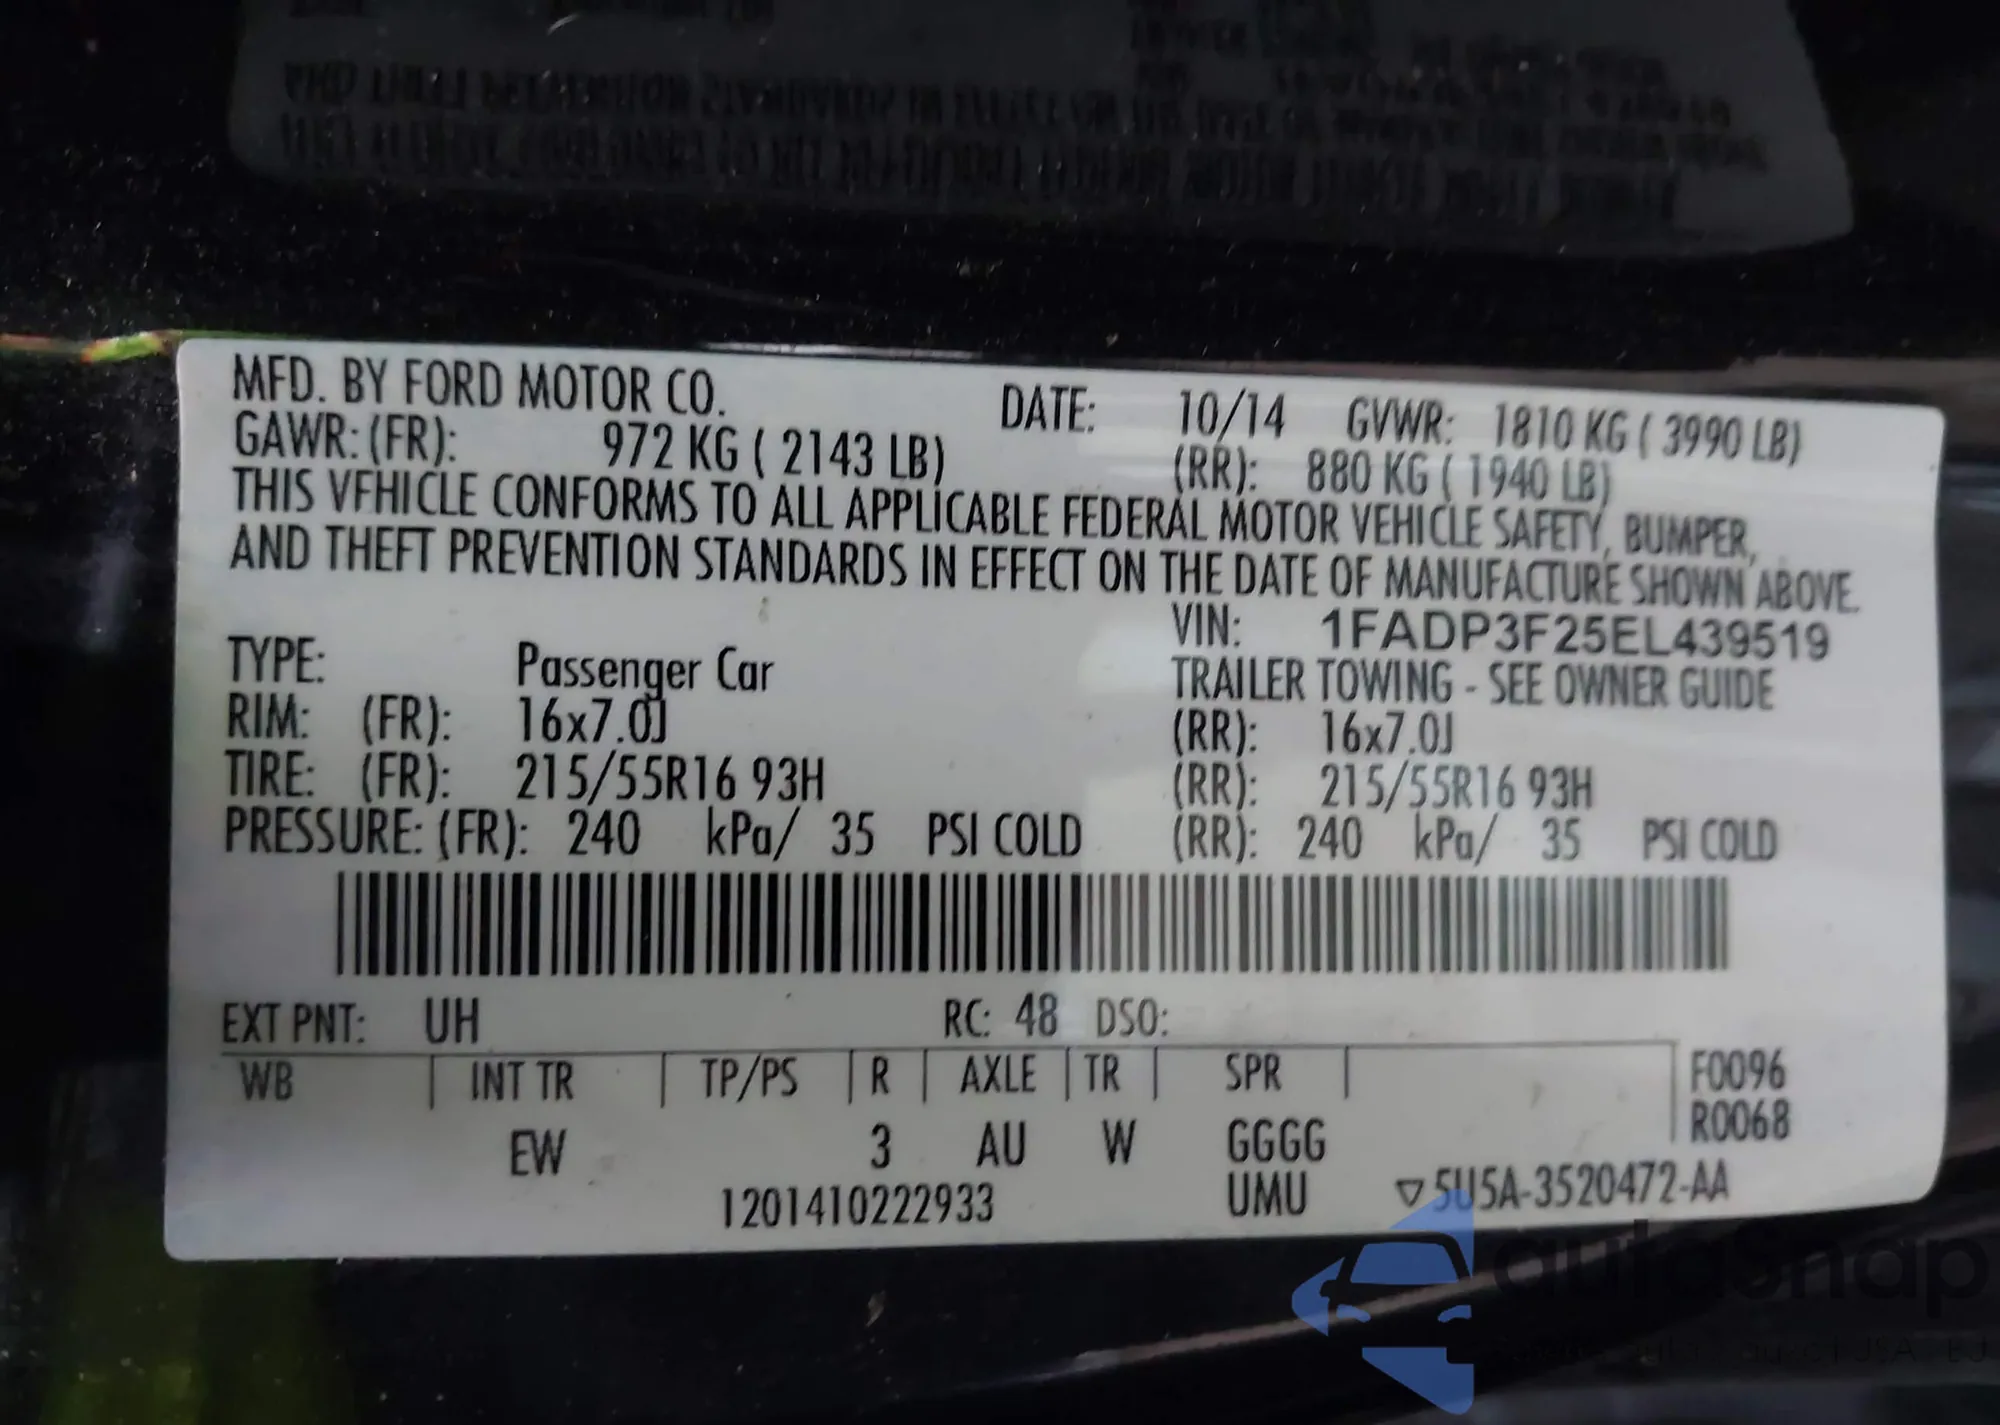 MFD. BY FORD MOTOR CO. DATE: 10/14 GVWR: 1810 KG ( 3990 LB)
GAWR: (FR): 972 KG ( 2143 LB) (RR): 880 KG ( 1940 LB)
THIS VEHICLE CONFORMS TO ALL APPLICABLE FEDERAL MOTOR VEHICLE SAFETY, BUMPER,
AND THEFT PREVENTION STANDARDS IN EFFECT ON THE DATE OF MANUFACTURE SHOWN ABOVE.
VIN: 1FADP3F25EL439519
TYPE: Passenger Car TRAILER TOWING - SEE OWNER GUIDE
RIM: (FR): 16x7.0J (RR): 16x7.0J
TIRE: (FR): 215/55R16 93H (RR): 215/55R16 93H
PRESSURE: (FR): 240 kPa/ 35 PSI COLD (RR): 240 kPa/ 35 PSI COLD
EXT PNT: UH RC: 48 DSO:
WB | INT TR | TP/PS | R | AXLE | TR | SPR | F0096
R0068
EW 3 AU W GGGG
1201410222933 UMU ▽5U5A-3520472-AA
autosnap